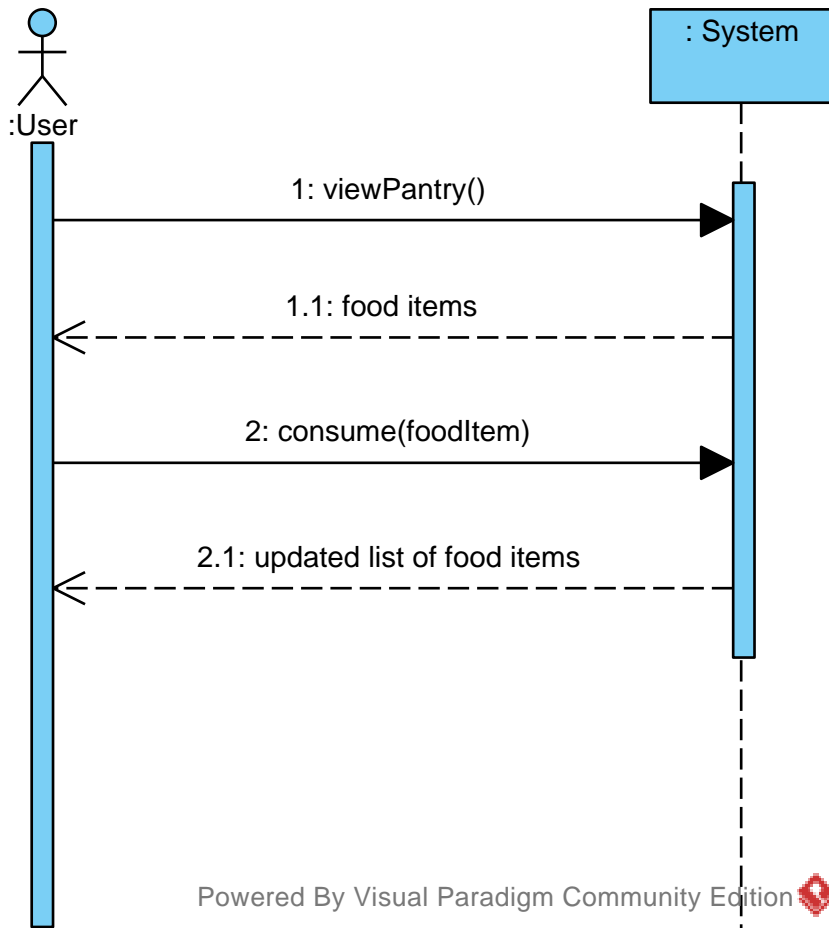 : System
:User
1: viewPantry()
1.1: food items
2: consume(foodItem)
2.1: updated list of food items
Powered By Visual Paradigm Community Edition